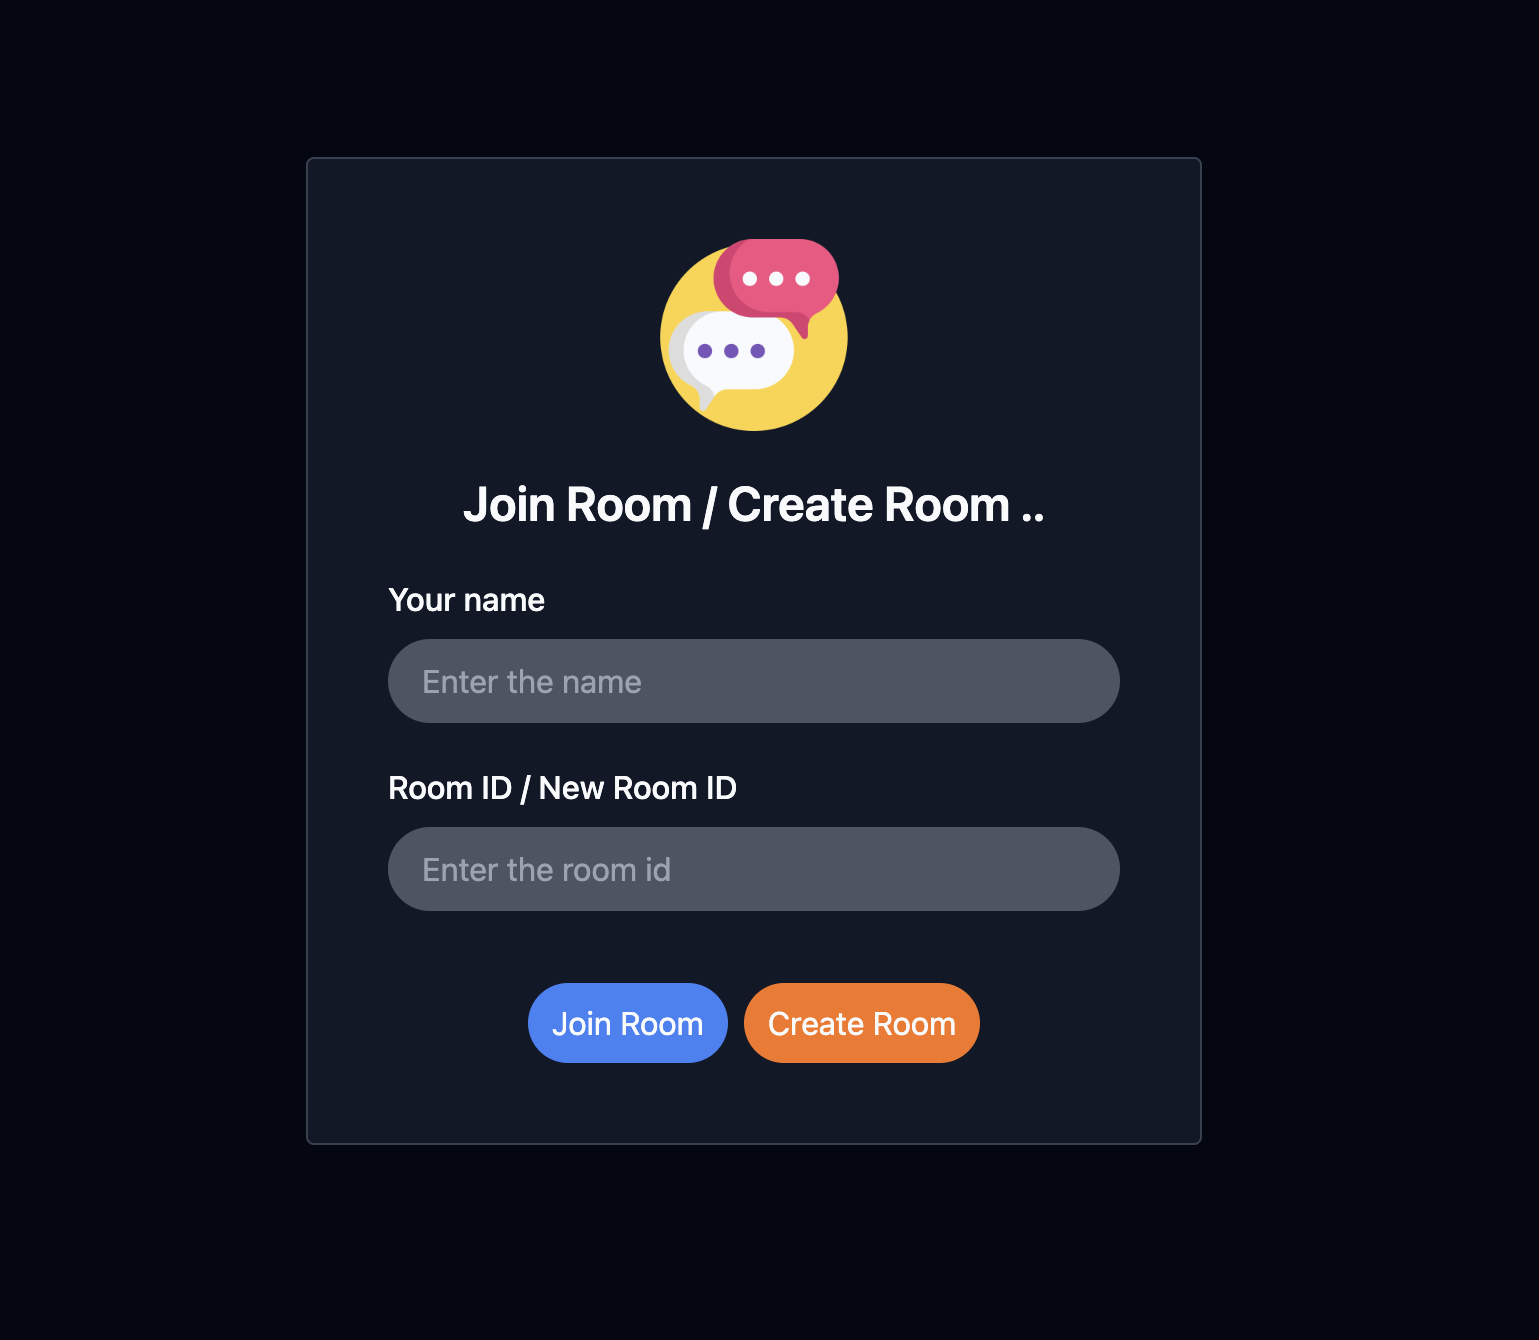 Join Room / Create Room ..
Your name
Enter the name
Room ID / New Room ID
Enter the room id
Join Room
Create Room